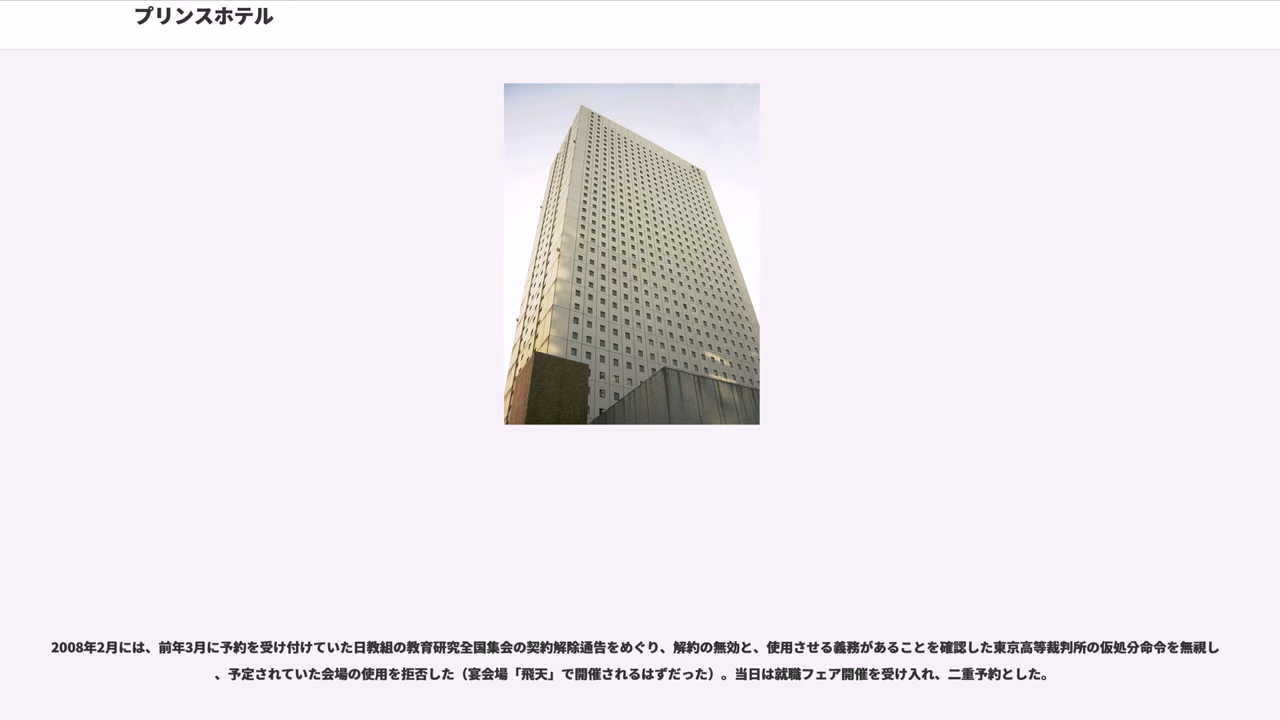 プリンスホテル
2008年2月には、前年3月に予約を受け付けていた日教組の教育研究全国集会の契約解除通告をめぐり、解約の無効と、使用させる義務があることを確認した東京高等裁判所の仮処分命令を無視し
、予定されていた会場の使用を拒否した（宴会場「飛天」で開催されるはずだった）。当日は就職フェア開催を受け入れ、二重予約とした。